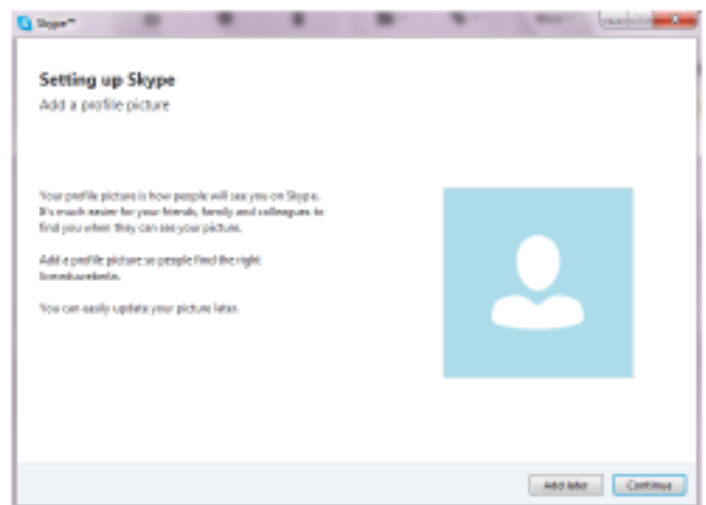 Skype™
Setting up Skype
Add a profile picture
Your profile picture is how people will see you on Skype.
It's much easier for your friends, family and colleagues to
find you when they can see your picture.
Add a profile picture so people find the right
You can easily update your picture later.
Add later
Continue